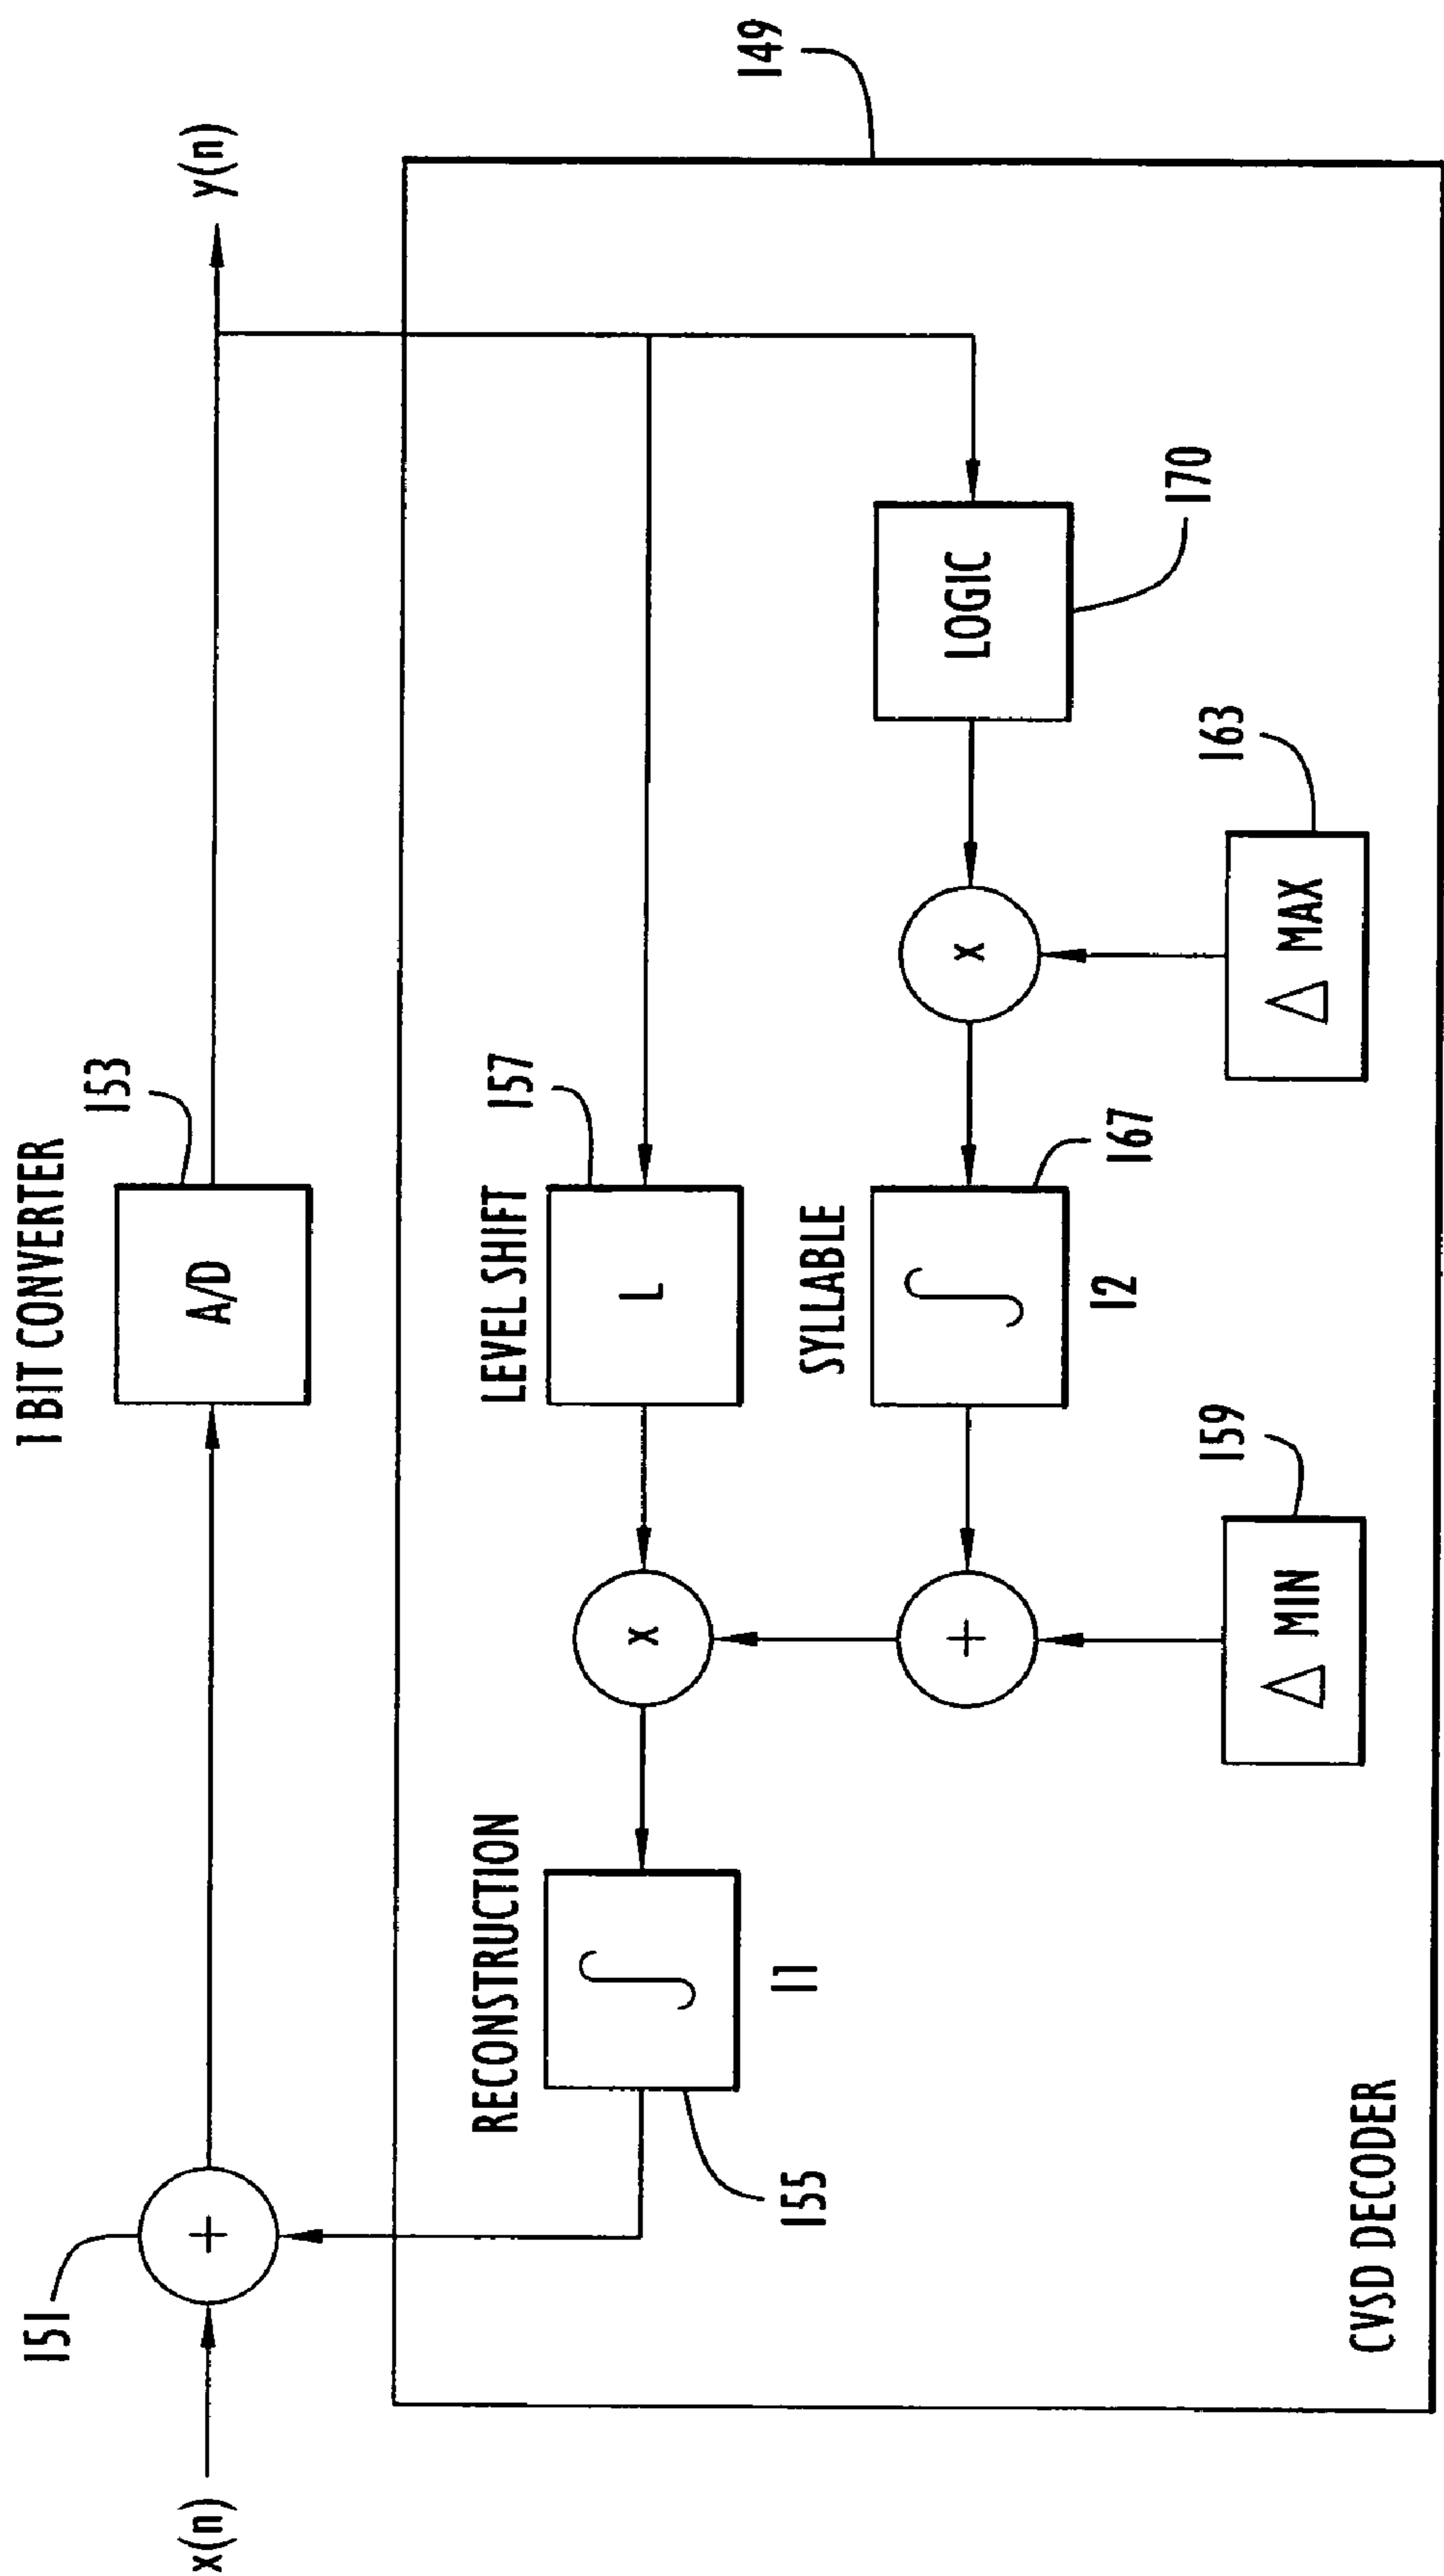 1 BIT CONVERTER
151
153
x(n)
+
A/D
y(n)
149
RECONSTRUCTION
LEVEL SHIFT
157
∫
x
L
155
I1
SYLLABLE
+
∫
x
LOGIC
167
I2
170
159
163
△ MIN
△ MAX
CVSD DECODER